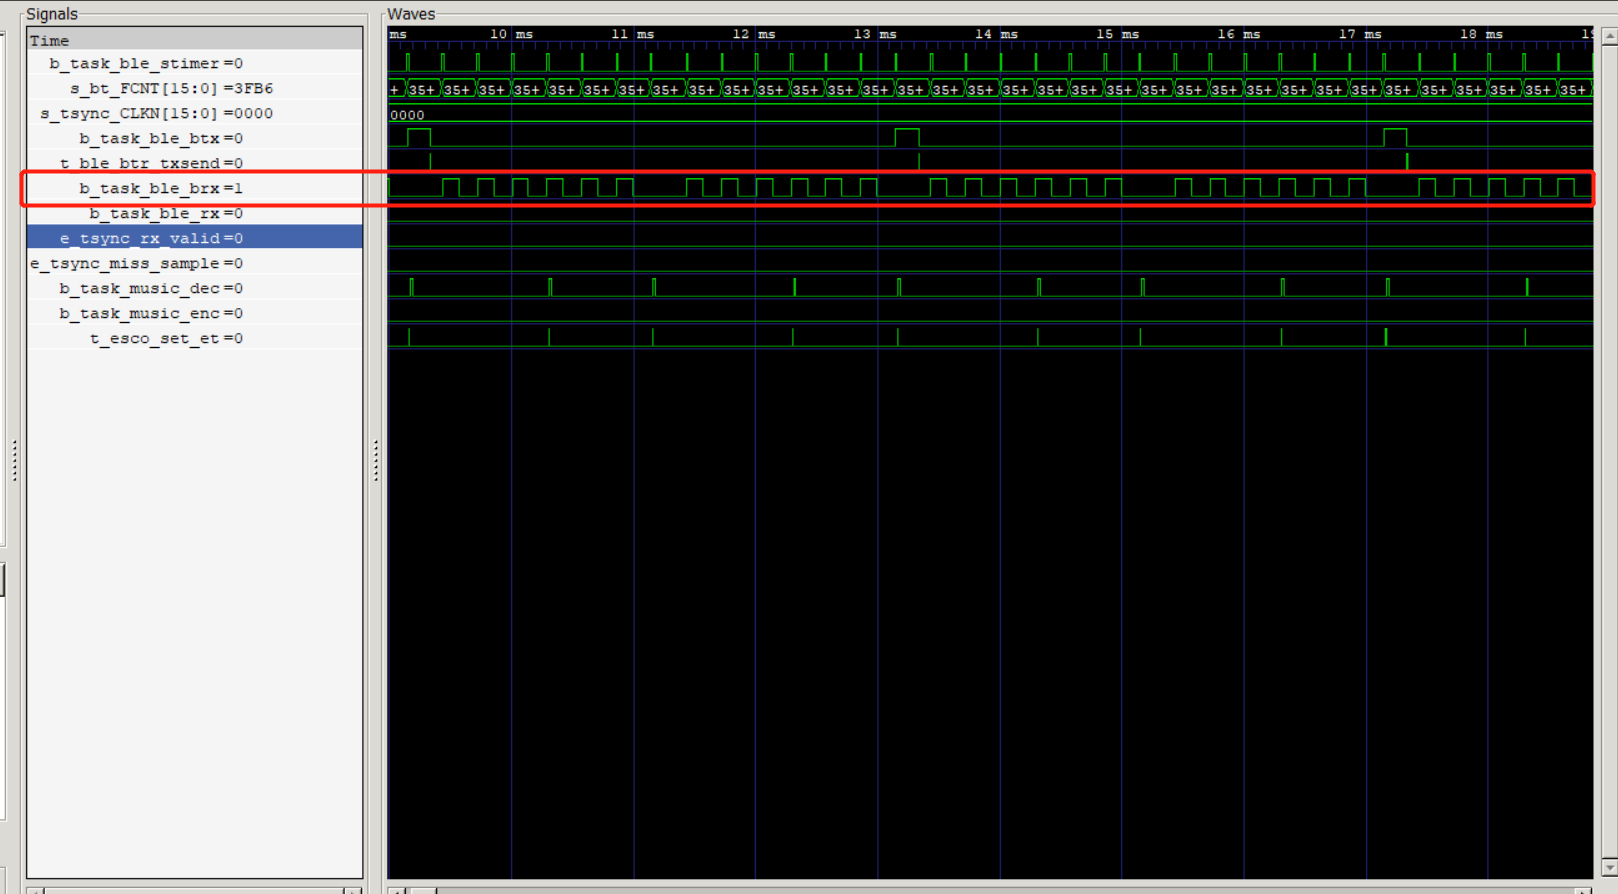 Signals
Waves
Time
ms 10 ms 11 ms 12 ms 13 ms 14 ms 15 ms 16 ms 17 ms 18 ms 19
b_task_ble_stimer=0
s_bt_FCNT[15:0] =3FB6
+ 35+ 35+ 35+ 35+ 35+ 35+ 35+ 35+ 35+ 35+ 35+ 35+ 35+ 35+ 35+ 35+ 35+ 35+ 35+ 35+ 35+ 35+ 35+ 35+ 35+ 35+ 35+ 35+ 35+ 35+ 35+ 35+ 35+ 35+
s_tsync_CLKN[15:0] =0000
0000
b_task_ble_btx=0
t_ble_btr_txsend=0
b_task_ble_brx=1
b_task_ble_rx=0
e_tsync_rx_valid=0
e_tsync_miss_sample=0
b_task_music_dec=0
b_task_music_enc=0
t_esco_set_et=0